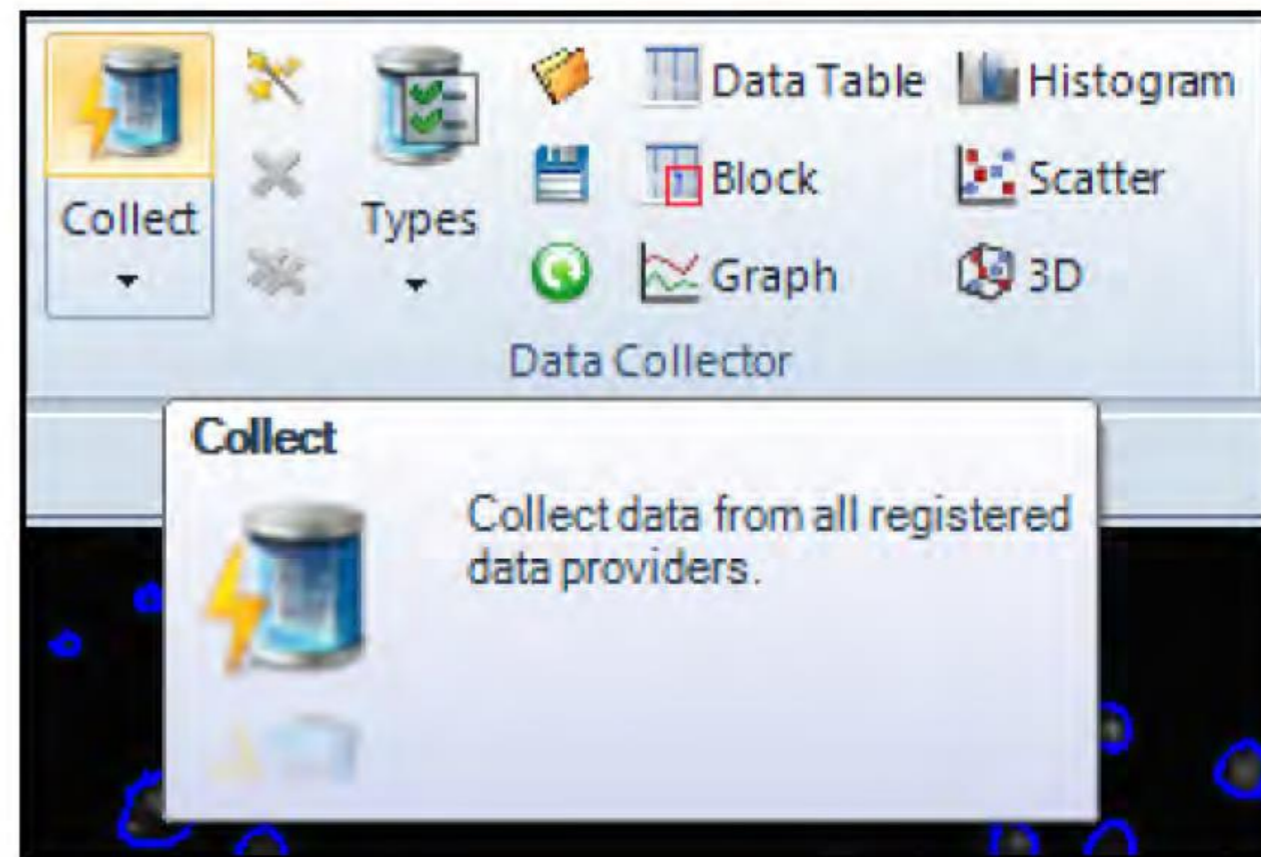 Data Table
Histogram
Collect
Types
Block
Scatter
Graph
3D
Data Collector
Collect
Collect data from all registered
data providers.